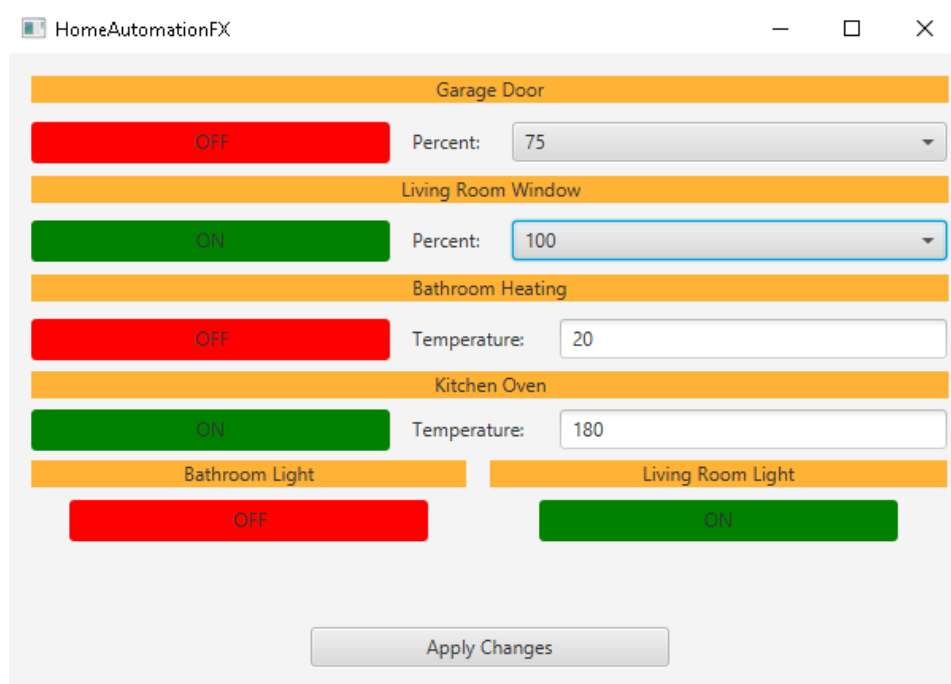 HomeAutomationFX
Garage Door
OFF Percent: 75
Living Room Window
ON Percent: 100
Bathroom Heating
OFF Temperature: 20
Kitchen Oven
ON Temperature: 180
Bathroom Light Living Room Light
OFF ON
Apply Changes